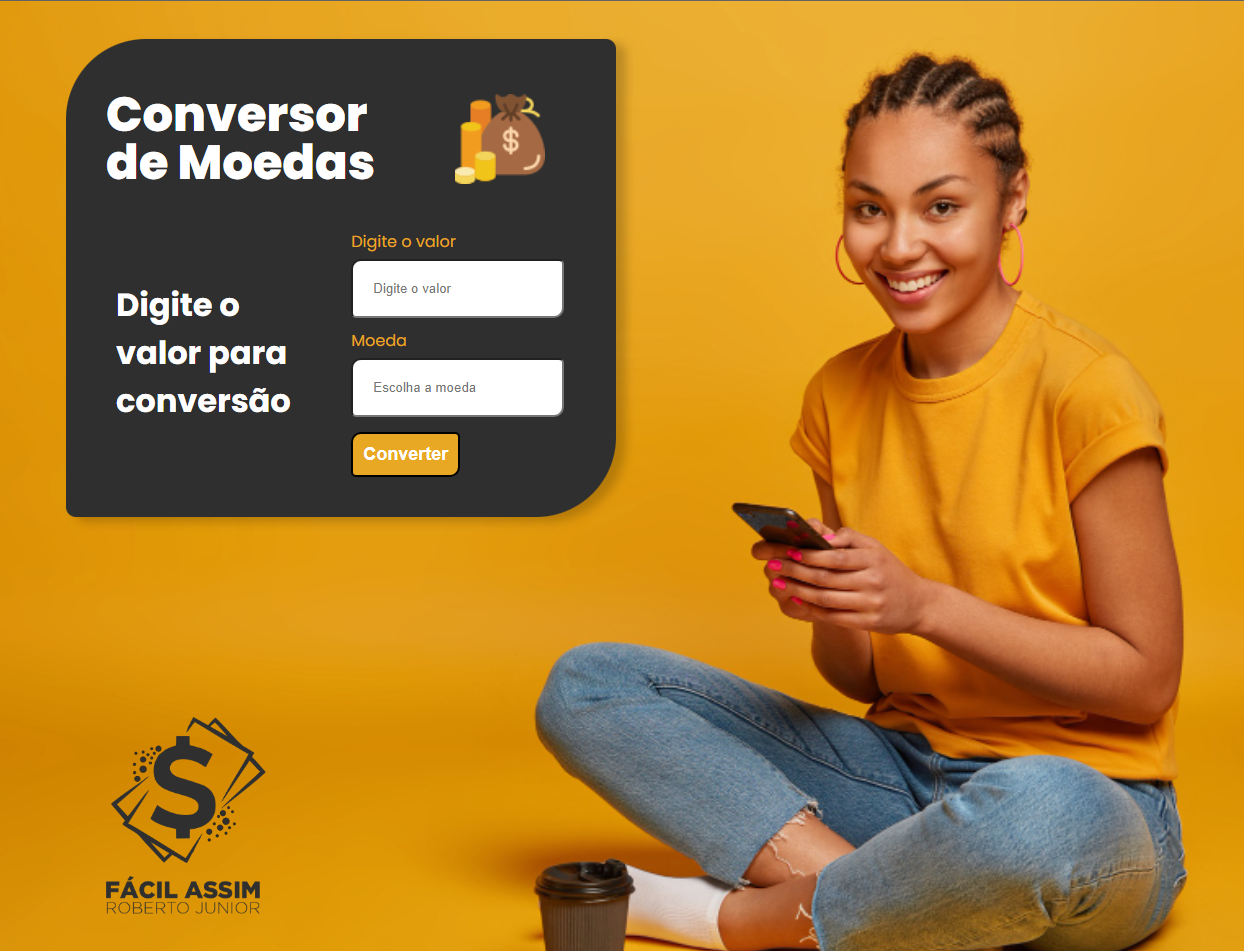 Conversor
de Moedas
$
Digite o
valor para
conversão
Digite o valor
Digite o valor
Moeda
Escolha a moeda
Converter
$
FÁCIL ASSIM
ROBERTO JUNIOR